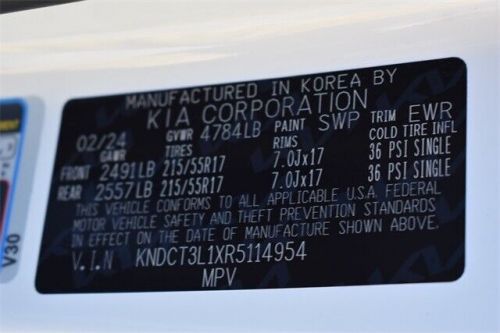 MANUFACTURED IN KOREA BY
KIA CORPORATION
02/24 GVWR 4784LB PAINT SWP TRIM EWR
GAWR TIRES RIMS COLD TIRE INFL
FRONT 2491LB 215/55R17 7.0Jx17 36 PSI SINGLE
REAR 2557LB 215/55R17 7.0Jx17 36 PSI SINGLE
THIS VEHICLE CONFORMS TO ALL APPLICABLE U.S.A. FEDERAL
MOTOR VEHICLE SAFETY AND THEFT PREVENTION STANDARDS
IN EFFECT ON THE DATE OF MANUFACTURE SHOWN ABOVE.
V.I.N KNDCT3L1XR5114954
MPV
V30